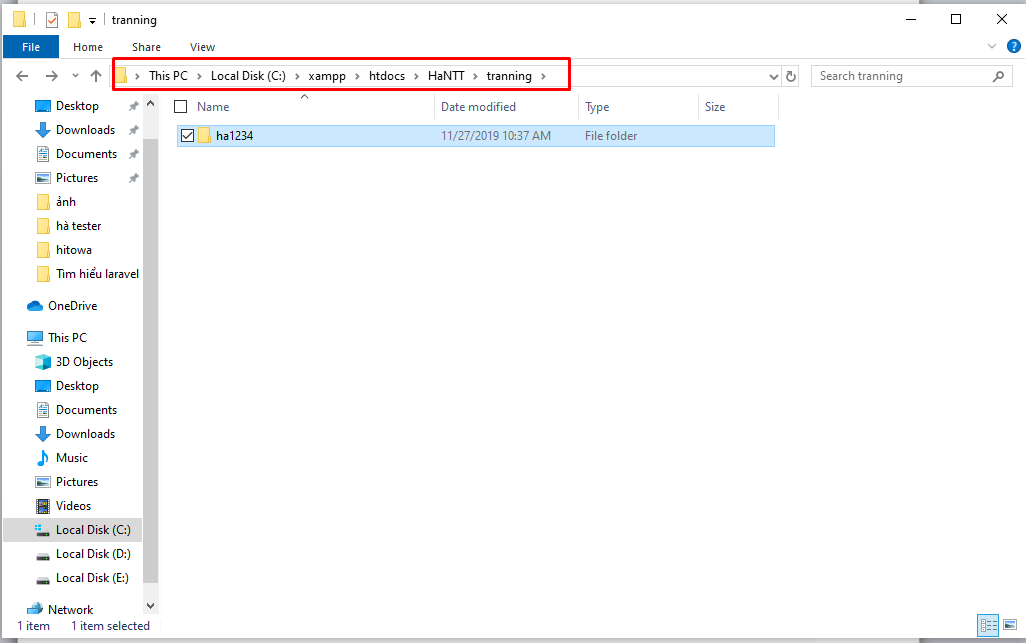 tranning
File Home Share View
This PC Local Disk (C:) xampp htdocs HaNTT tranning
Search tranning
Name Date modified Type Size
ha1234 11/27/2019 10:37 AM File folder
Desktop
Downloads
Documents
Pictures
ảnh
hà tester
hitowa
Tìm hiểu laravel
OneDrive
This PC
3D Objects
Desktop
Documents
Downloads
Music
Pictures
Videos
Local Disk (C:)
Local Disk (D:)
Local Disk (E:)
Network
1 item 1 item selected